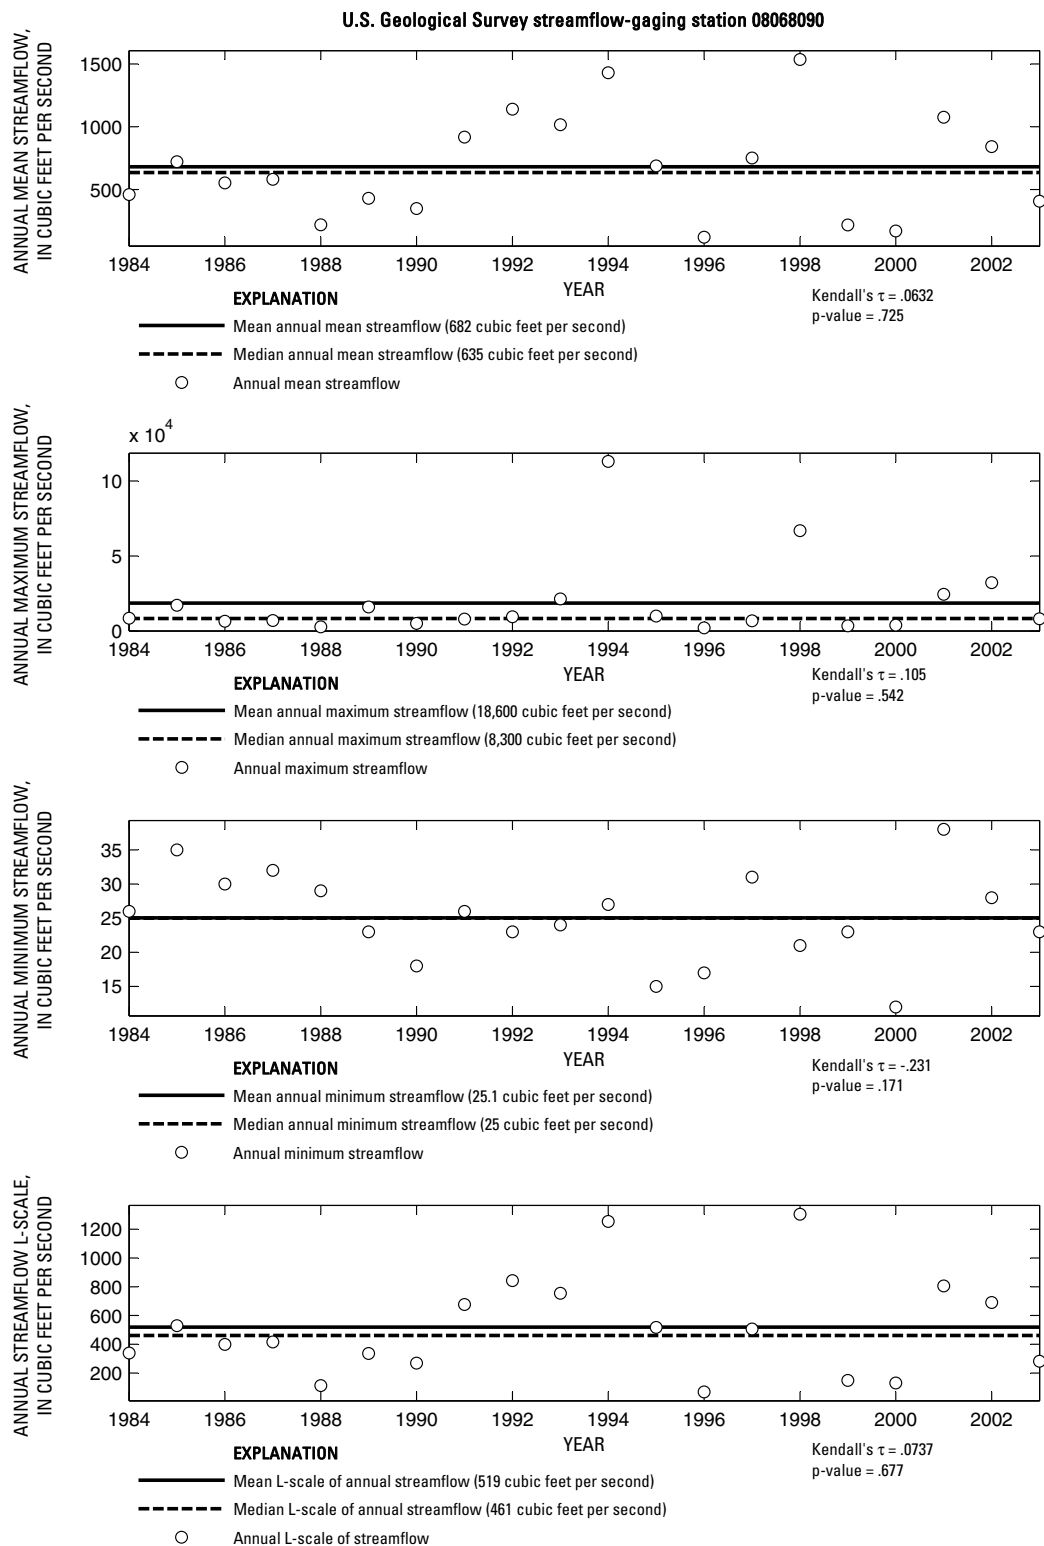 U.S. Geological Survey streamflow-gaging station 08068090
ANNUAL MEAN STREAMFLOW,
IN CUBIC FEET PER SECOND
1500
1000
500
1984 1986 1988 1990 1992 1994 1996 1998 2000 2002
YEAR
Kendall's τ = .0632
p-value = .725
EXPLANATION
Mean annual mean streamflow (682 cubic feet per second)
Median annual mean streamflow (635 cubic feet per second)
Annual mean streamflow
ANNUAL MAXIMUM STREAMFLOW,
IN CUBIC FEET PER SECOND
x 10^4
10
5
0
1984 1986 1988 1990 1992 1994 1996 1998 2000 2002
YEAR
Kendall's τ = .105
p-value = .542
EXPLANATION
Mean annual maximum streamflow (18,600 cubic feet per second)
Median annual maximum streamflow (8,300 cubic feet per second)
Annual maximum streamflow
ANNUAL MINIMUM STREAMFLOW,
IN CUBIC FEET PER SECOND
35
30
25
20
15
1984 1986 1988 1990 1992 1994 1996 1998 2000 2002
YEAR
Kendall's τ = -.231
p-value = .171
EXPLANATION
Mean annual minimum streamflow (25.1 cubic feet per second)
Median annual minimum streamflow (25 cubic feet per second)
Annual minimum streamflow
ANNUAL STREAMFLOW L-SCALE,
IN CUBIC FEET PER SECOND
1200
1000
800
600
400
200
1984 1986 1988 1990 1992 1994 1996 1998 2000 2002
YEAR
Kendall's τ = .0737
p-value = .677
EXPLANATION
Mean L-scale of annual streamflow (519 cubic feet per second)
Median L-scale of annual streamflow (461 cubic feet per second)
Annual L-scale of streamflow